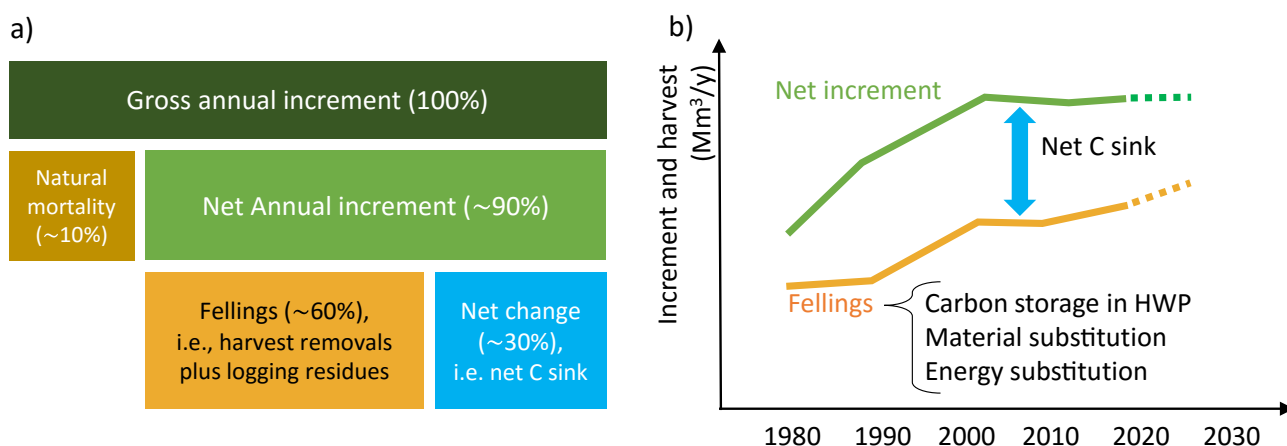 a)
Gross annual increment (100%)
Natural
mortality
(~10%)
Net Annual increment (~90%)
Fellings (~60%),
i.e., harvest removals
plus logging residues
Net change
(~30%),
i.e. net C sink
b)
Increment and harvest
(Mm³/y)
Net increment
Net C sink
Fellings
Carbon storage in HWP
Material substitution
Energy substitution
1980 1990 2000 2010 2020 2030